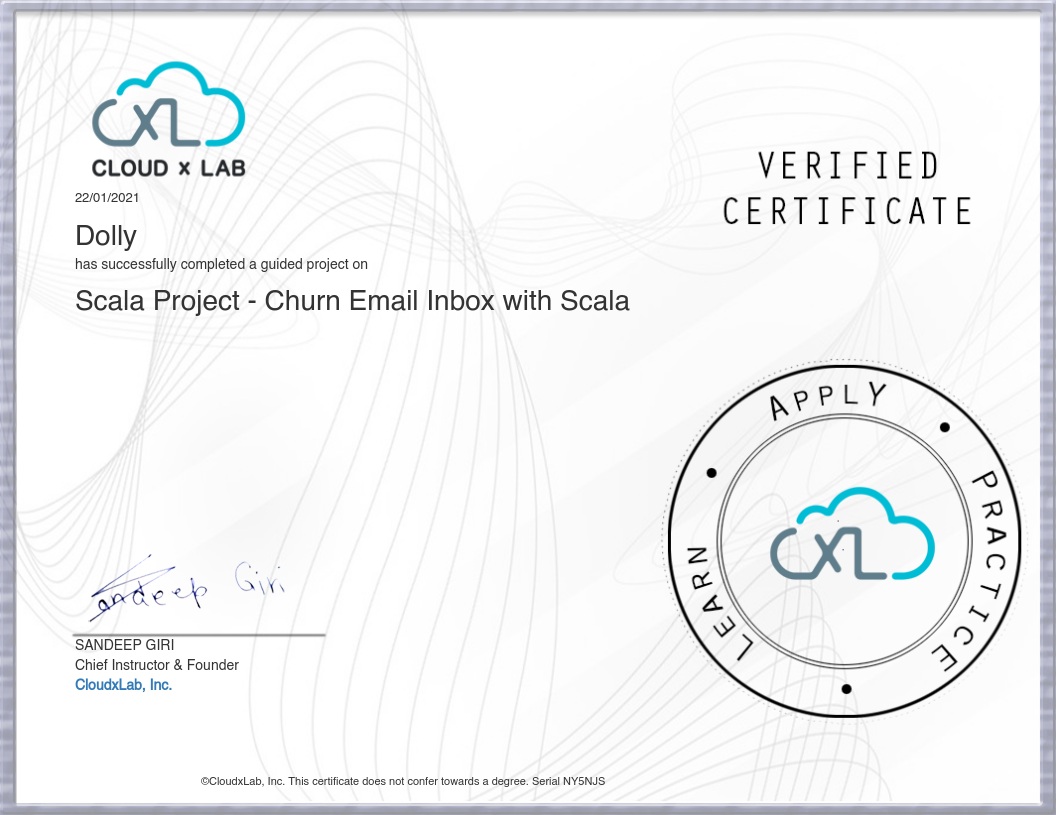 CXL
CLOUD x LAB
22/01/2021
Dolly
has successfully completed a guided project on
Scala Project - Churn Email Inbox with Scala
VERIFIED
CERTIFICATE
LEARN • APPLY • PRACTICE •
CXL
Sandeep Giri
SANDEEP GIRI
Chief Instructor & Founder
CloudxLab, Inc.
©CloudxLab, Inc. This certificate does not confer towards a degree. Serial NY5NJS